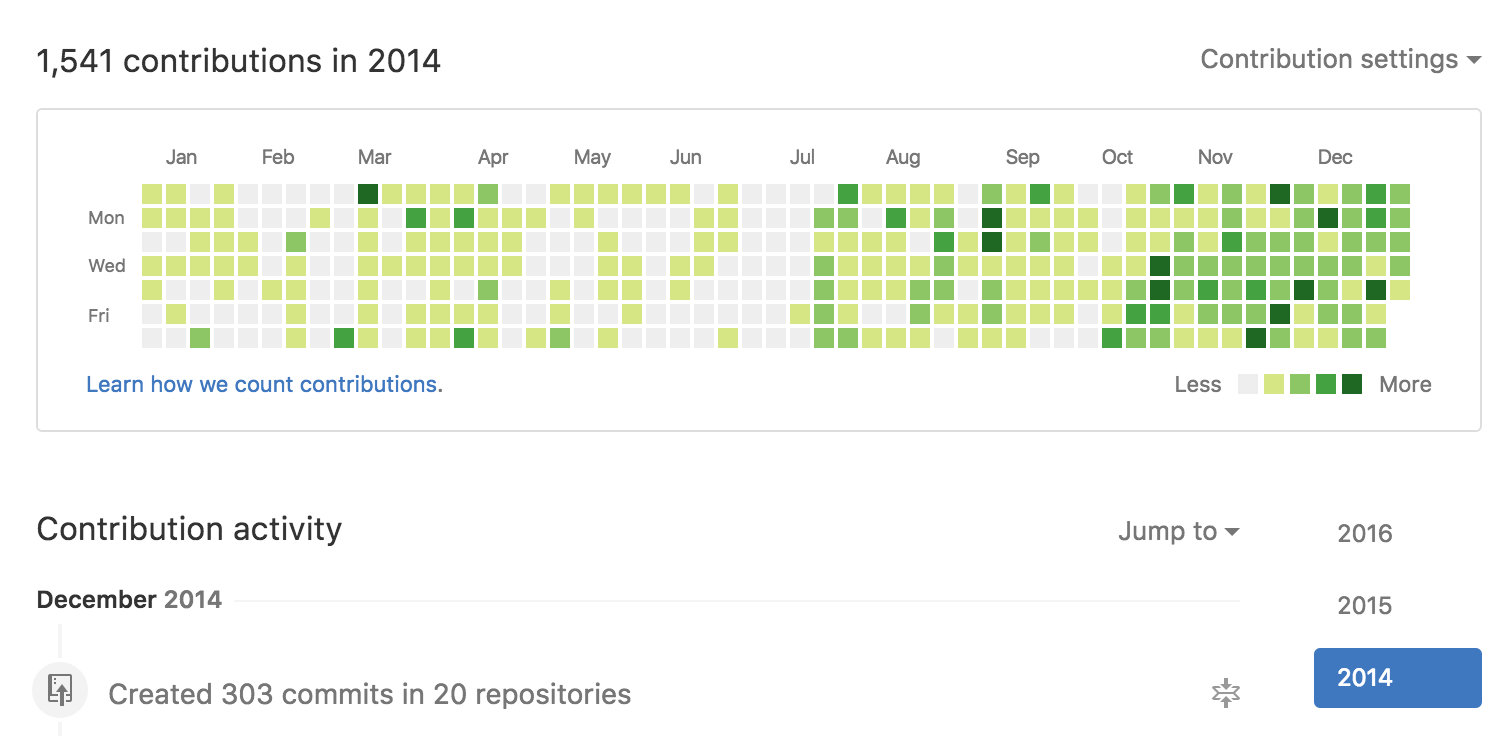 1,541 contributions in 2014
Contribution settings
Jan Feb Mar Apr May Jun Jul Aug Sep Oct Nov Dec
Mon
Wed
Fri
Learn how we count contributions.
Less More
Contribution activity
Jump to
2016
December 2014
2015
Created 303 commits in 20 repositories
2014